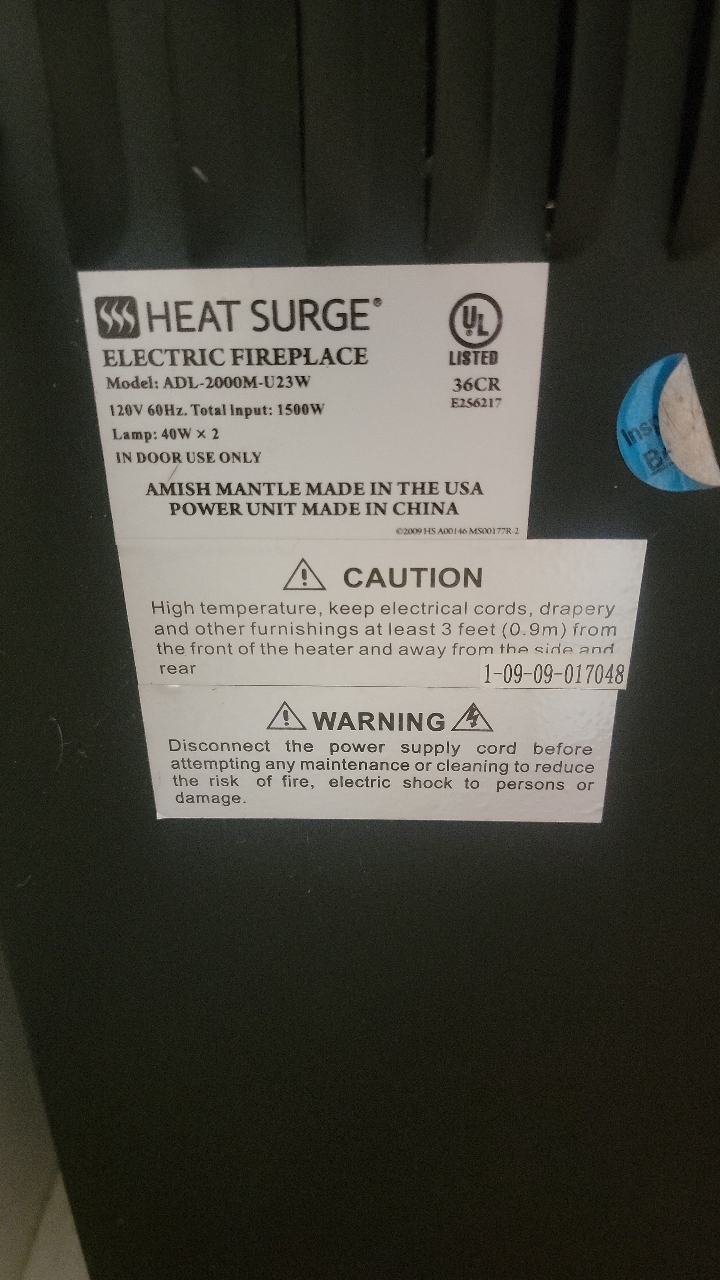 HEAT SURGE®
UL
LISTED
ELECTRIC FIREPLACE
Model: ADL-2000M-U23W
36CR
E256217
120V 60Hz. Total Input: 1500W
Lamp: 40W × 2
IN DOOR USE ONLY
AMISH MANTLE MADE IN THE USA
POWER UNIT MADE IN CHINA
©2009 HS A00146 MS00177R-2
CAUTION
High temperature, keep electrical cords, drapery
and other furnishings at least 3 feet (0.9m) from
the front of the heater and away from the side and
rear
1-09-09-017048
WARNING
Disconnect the power supply cord before
attempting any maintenance or cleaning to reduce
the risk of fire, electric shock to persons or
damage.